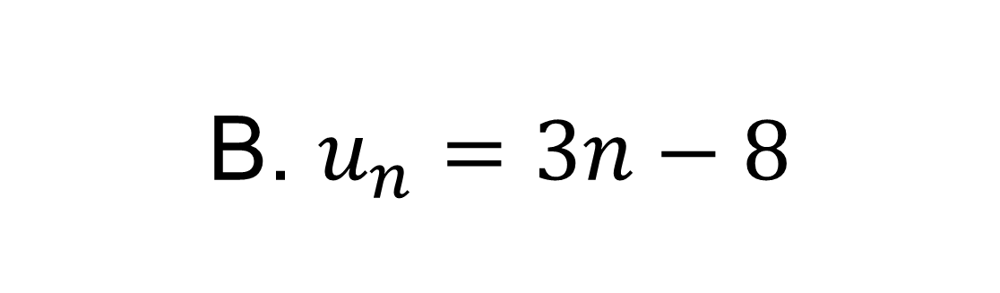 B. uₙ = 3n − 8